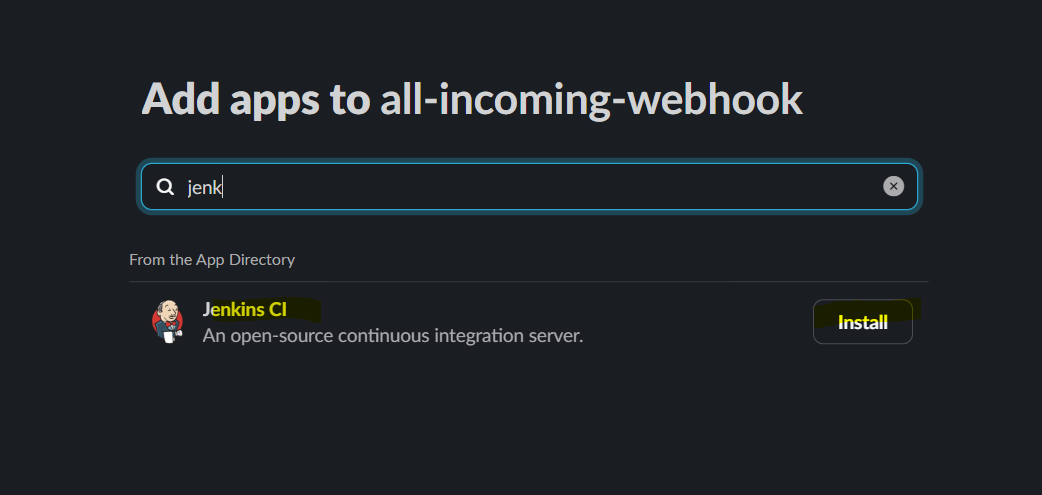 Add apps to all-incoming-webhook
jenk
From the App Directory
Jenkins CI
An open-source continuous integration server.
Install